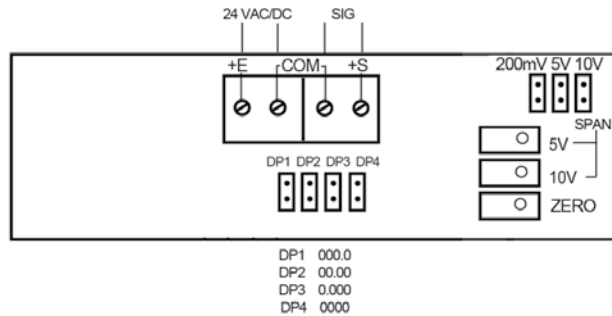 24 VAC/DC SIG
+E COM +S
200mV 5V 10V
SPAN
5V
10V
ZERO
DP1 DP2 DP3 DP4
DP1 000.0
DP2 00.00
DP3 0.000
DP4 0000